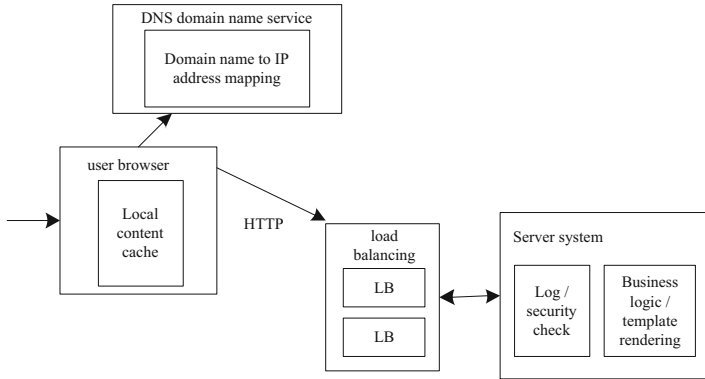 DNS domain name service
Domain name to IP
address mapping
user browser
Local
content
cache
HTTP
load
balancing
LB
LB
Server system
Log /
security
check
Business
logic /
template
rendering